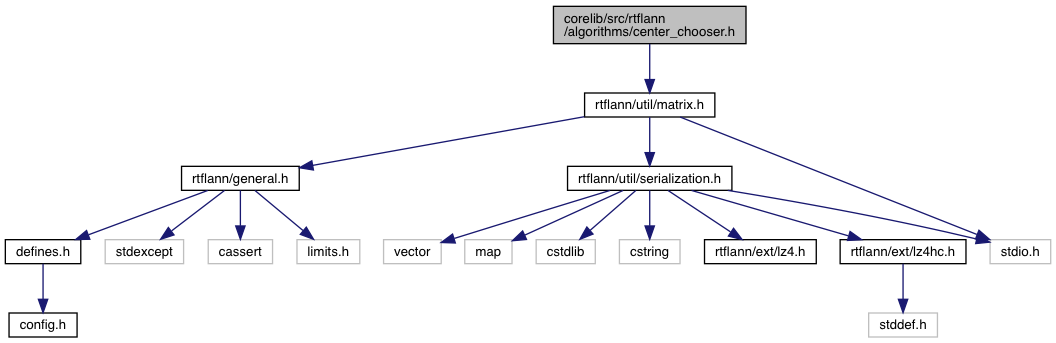 corelib/src/rtflann
/algorithms/center_chooser.h
rtflann/util/matrix.h
rtflann/general.h
rtflann/util/serialization.h
defines.h
stdexcept
cassert
limits.h
vector
map
cstdlib
cstring
rtflann/ext/lz4.h
rtflann/ext/lz4hc.h
stdio.h
config.h
stddef.h